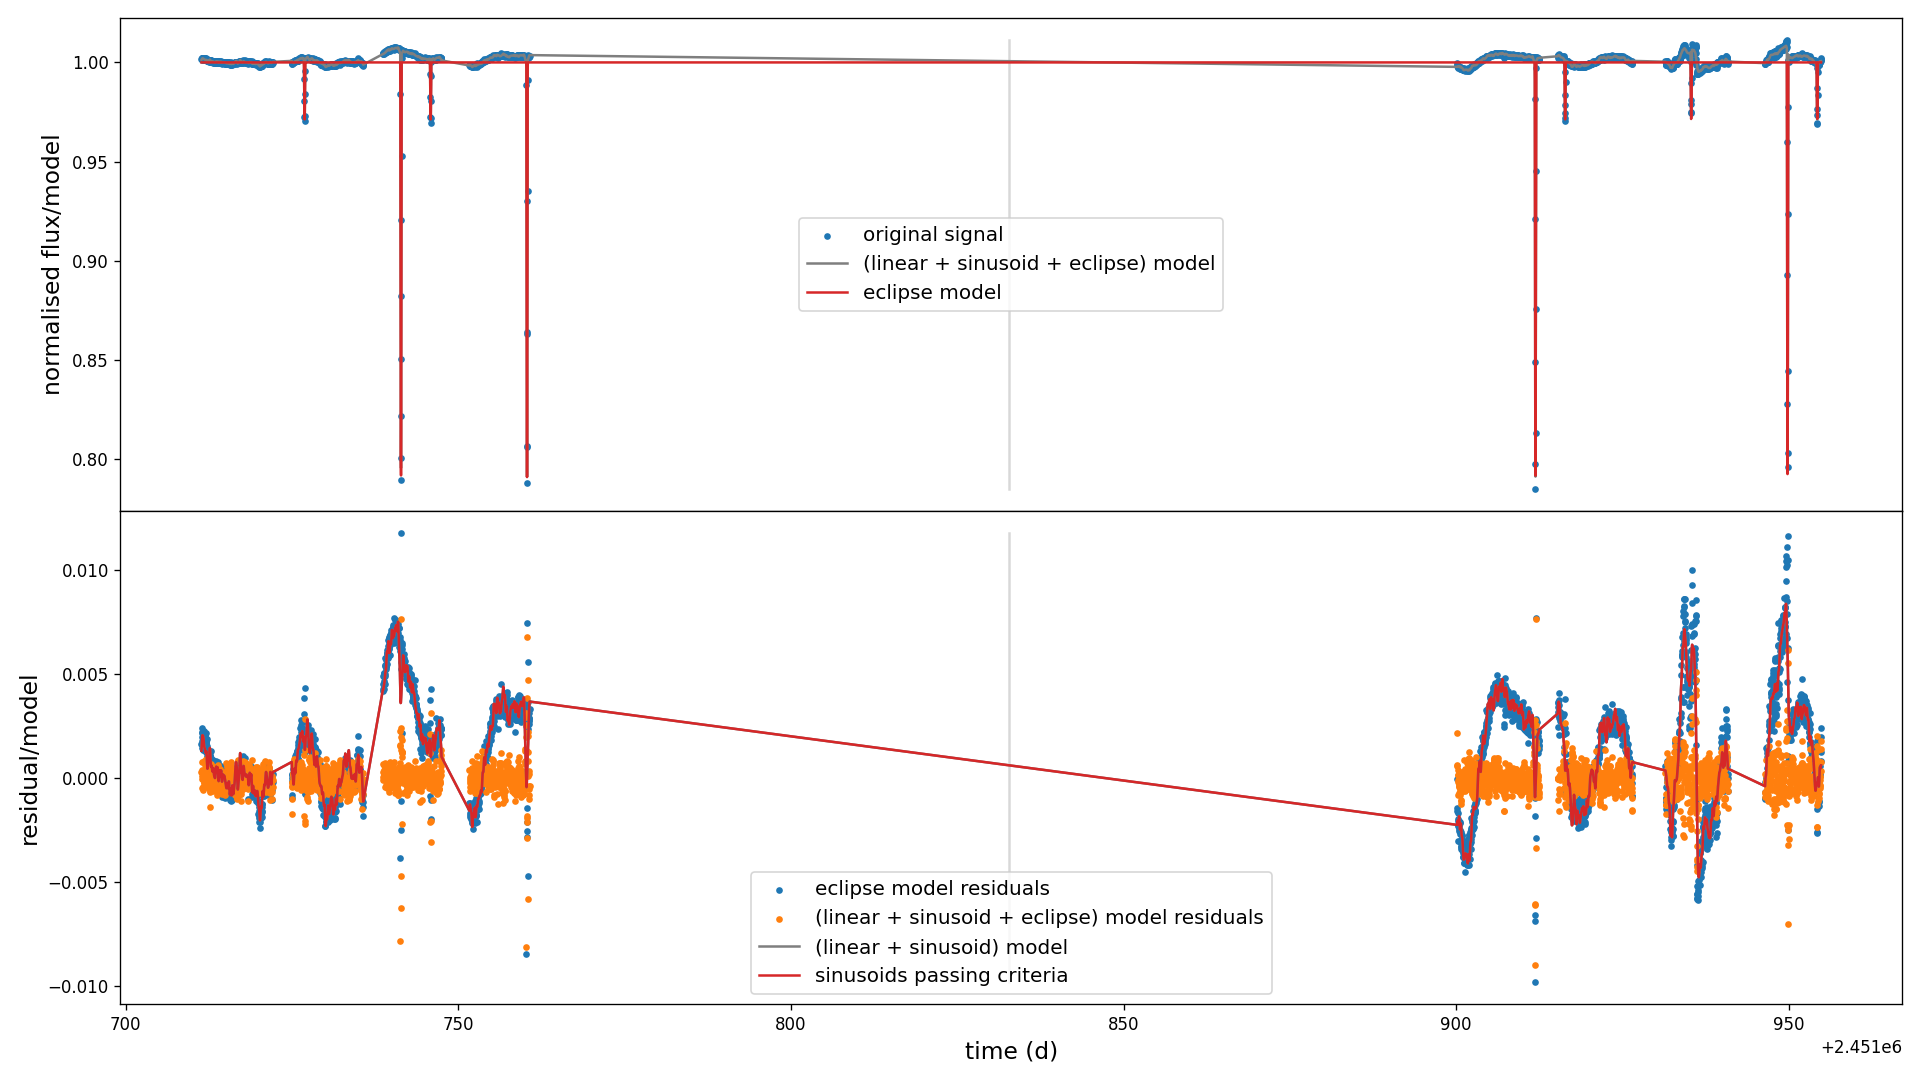 1.00
0.95
0.90
0.85
0.80
normalised flux/model
original signal
(linear + sinusoid + eclipse) model
eclipse model
0.010
0.005
0.000
−0.005
−0.010
residual/model
eclipse model residuals
(linear + sinusoid + eclipse) model residuals
(linear + sinusoid) model
sinusoids passing criteria
700 750 800 850 900 950
+2.451e6
time (d)